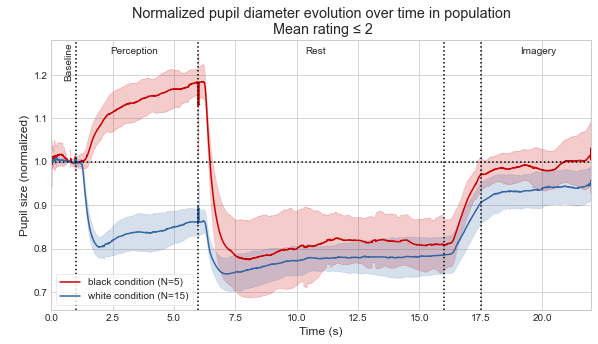 Normalized pupil diameter evolution over time in population
Mean rating ≤ 2
Baseline
Perception
Rest
Imagery
Pupil size (normalized)
1.2
1.1
1.0
0.9
0.8
0.7
black condition (N=5)
white condition (N=15)
0.0 2.5 5.0 7.5 10.0 12.5 15.0 17.5 20.0
Time (s)